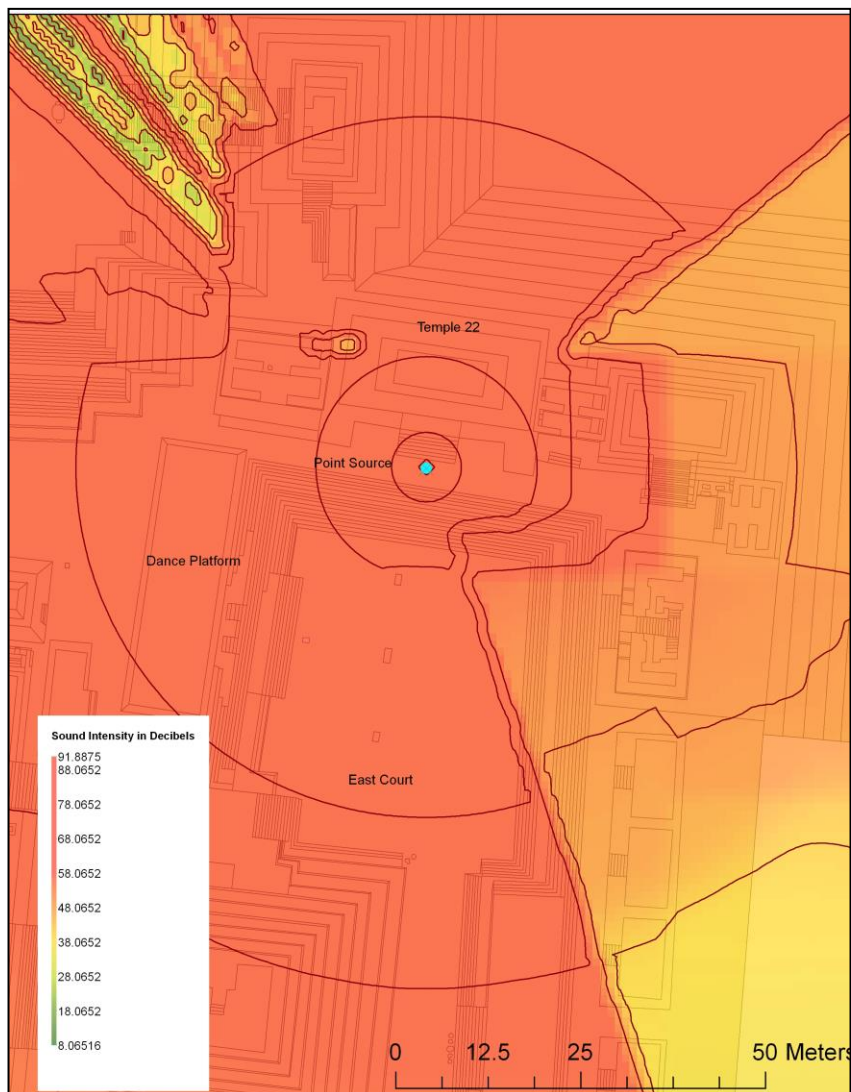 Temple 22
Point Source
Dance Platform
East Court
Sound Intensity in Decibels
91.8875
88.0652
78.0652
68.0652
58.0652
48.0652
38.0652
28.0652
18.0652
8.06516
0 12.5 25 50 Meters